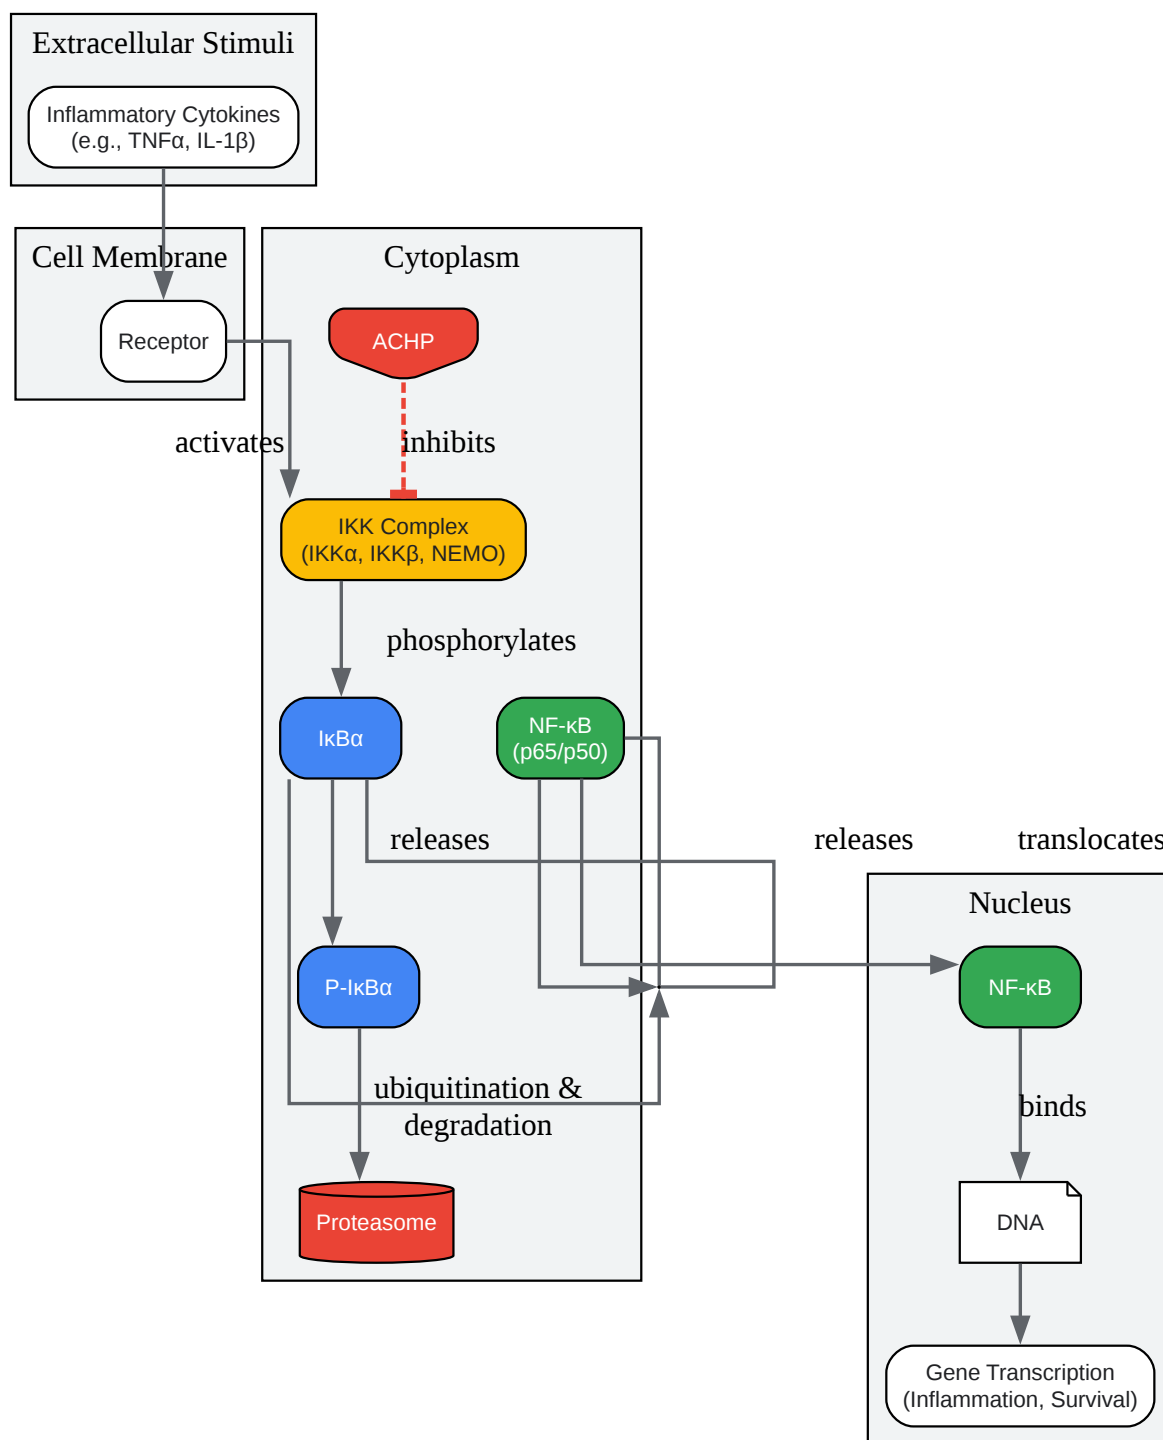 Extracellular Stimuli
Inflammatory Cytokines
(e.g., TNFα, IL-1β)
Cell Membrane
Cytoplasm
Receptor
ACHP
activates
inhibits
IKK Complex
(IKKα, IKKβ, NEMO)
phosphorylates
IκBα
NF-κB
(p65/p50)
releases
releases
translocates
Nucleus
P-IκBα
NF-κB
ubiquitination &
degradation
binds
Proteasome
DNA
Gene Transcription
(Inflammation, Survival)